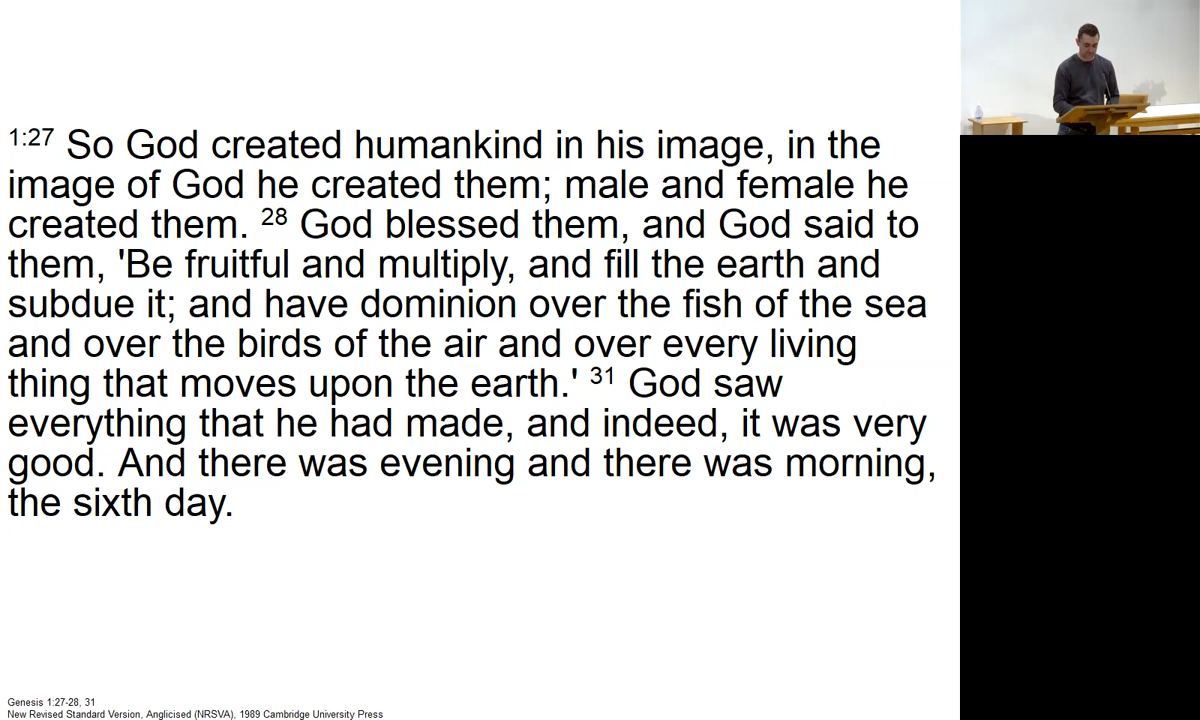 1:27 So God created humankind in his image, in the
image of God he created them; male and female he
created them. 28 God blessed them, and God said to
them, 'Be fruitful and multiply, and fill the earth and
subdue it; and have dominion over the fish of the sea
and over the birds of the air and over every living
thing that moves upon the earth.' 31 God saw
everything that he had made, and indeed, it was very
good. And there was evening and there was morning,
the sixth day.
Genesis 1:27-28, 31
New Revised Standard Version, Anglicised (NRSVA), 1989 Cambridge University Press